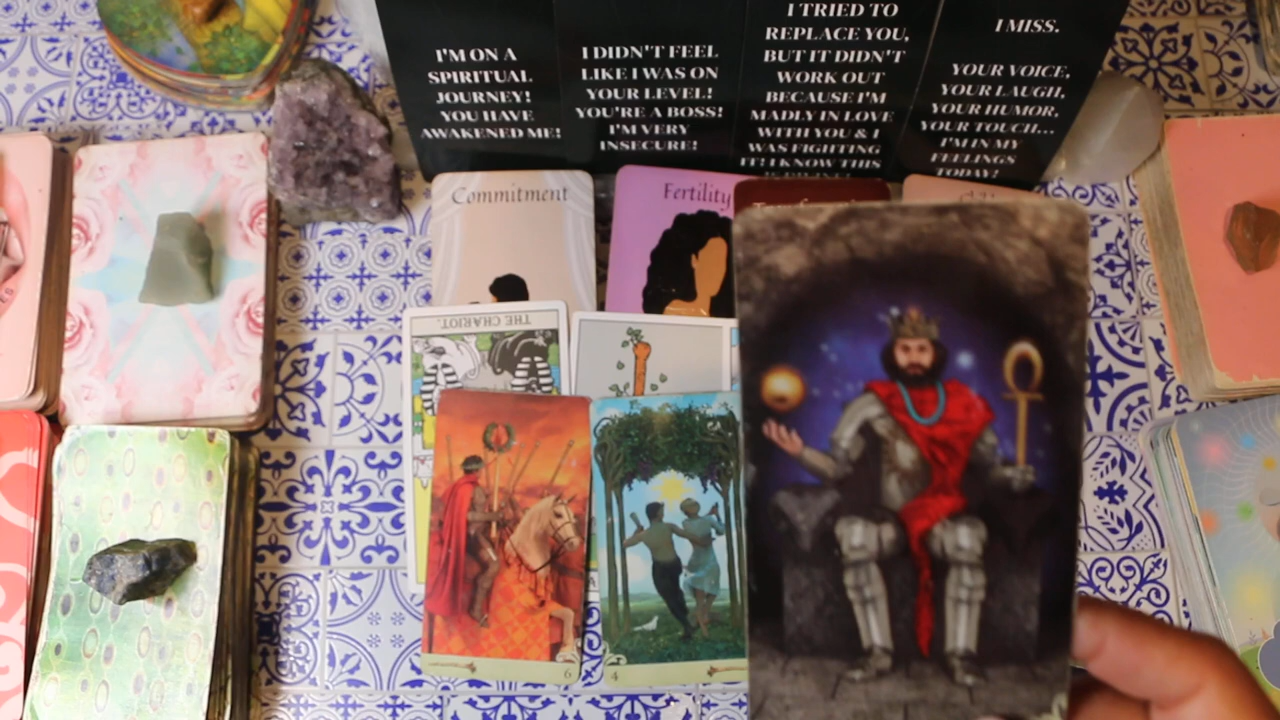 I'M ON A
SPIRITUAL
JOURNEY!
YOU HAVE
AWAKENED ME!
I DIDN'T FEEL
LIKE I WAS ON
YOUR LEVEL!
YOU'RE A BOSS!
I'M VERY
INSECURE!
I TRIED TO
REPLACE YOU,
BUT IT DIDN'T
WORK OUT
BECAUSE I'M
MADLY IN LOVE
WITH YOU & I
WAS FIGHTING
IT! I KNOW THIS
I MISS.
YOUR VOICE,
YOUR LAUGH,
YOUR HUMOR,
YOUR TOUCH...
I'M IN MY
FEELINGS
TODAY!
Commitment
Fertility
THE CHARIOT.
6
4